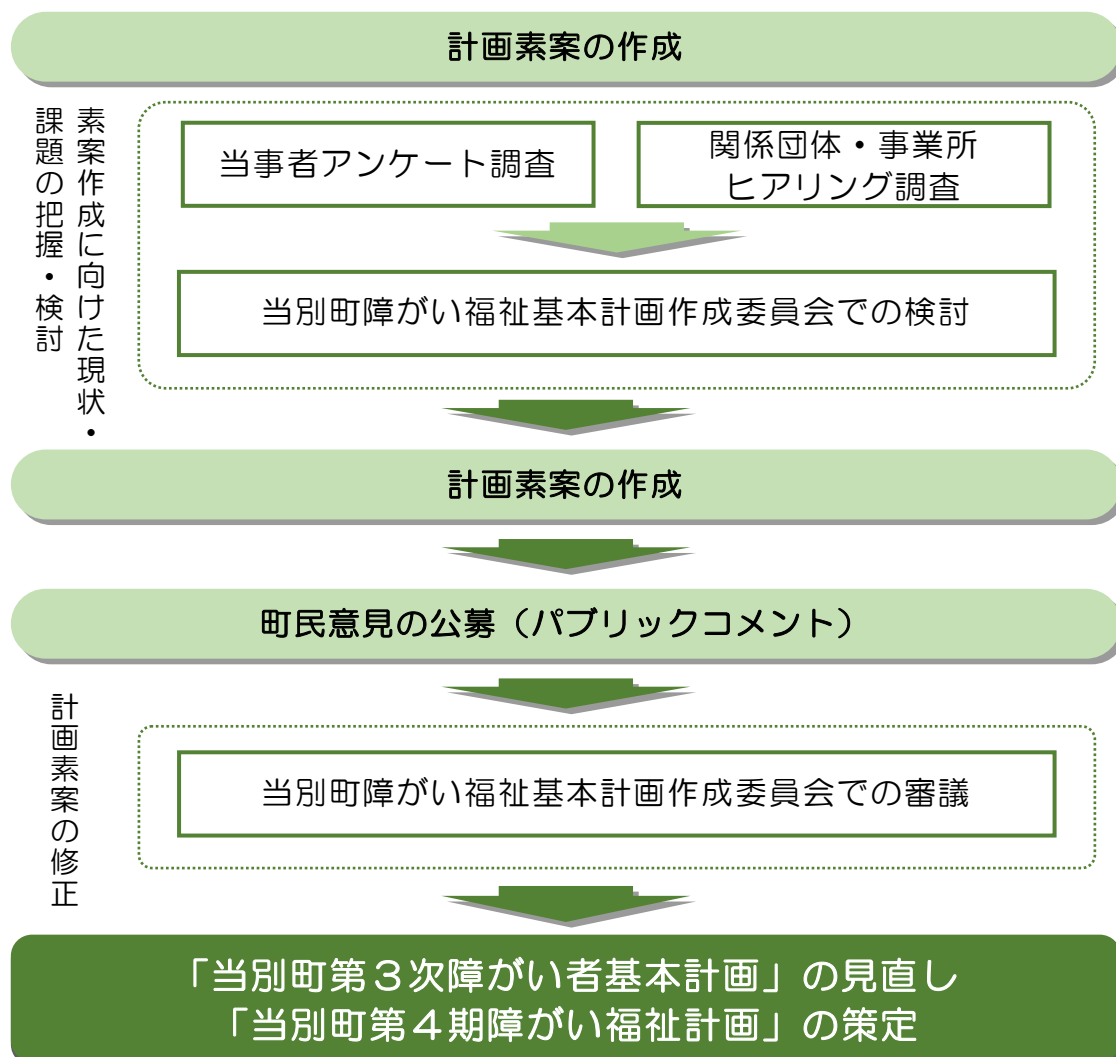 計画素案の作成
素案作成に向けた現状・
課題の把握・検討
当事者アンケート調査
関係団体・事業所
ヒアリング調査
当別町障がい福祉基本計画作成委員会での検討
計画素案の作成
町民意見の公募（パブリックコメント）
計画素案の修正
当別町障がい福祉基本計画作成委員会での審議
「当別町第３次障がい者基本計画」の見直し
「当別町第４期障がい福祉計画」の策定